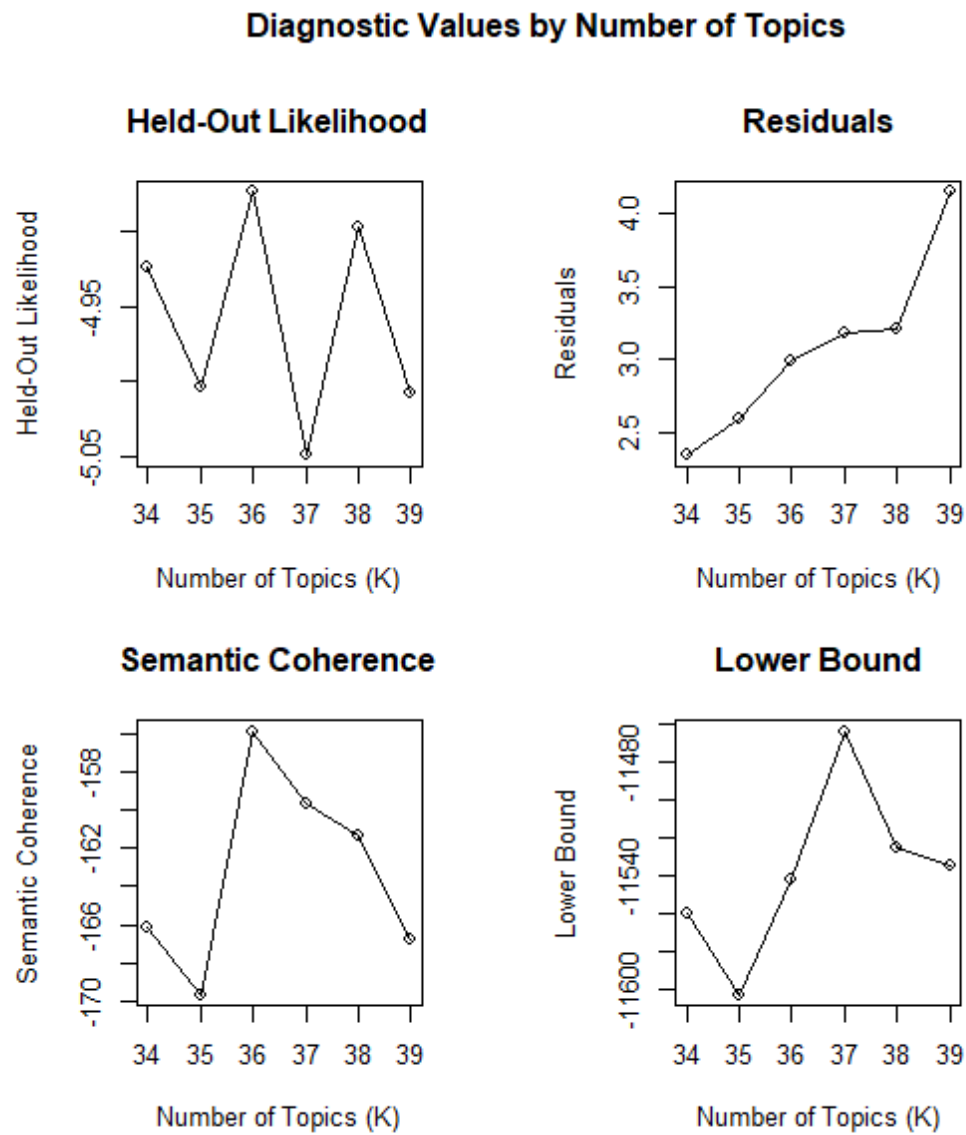 Diagnostic Values by Number of Topics
Held-Out Likelihood
Held-Out Likelihood
-4.95
-5.05
34 35 36 37 38 39
Number of Topics (K)
Residuals
Residuals
4.0
3.5
3.0
2.5
34 35 36 37 38 39
Number of Topics (K)
Semantic Coherence
Semantic Coherence
-158
-162
-166
-170
34 35 36 37 38 39
Number of Topics (K)
Lower Bound
Lower Bound
-11480
-11540
-11600
34 35 36 37 38 39
Number of Topics (K)